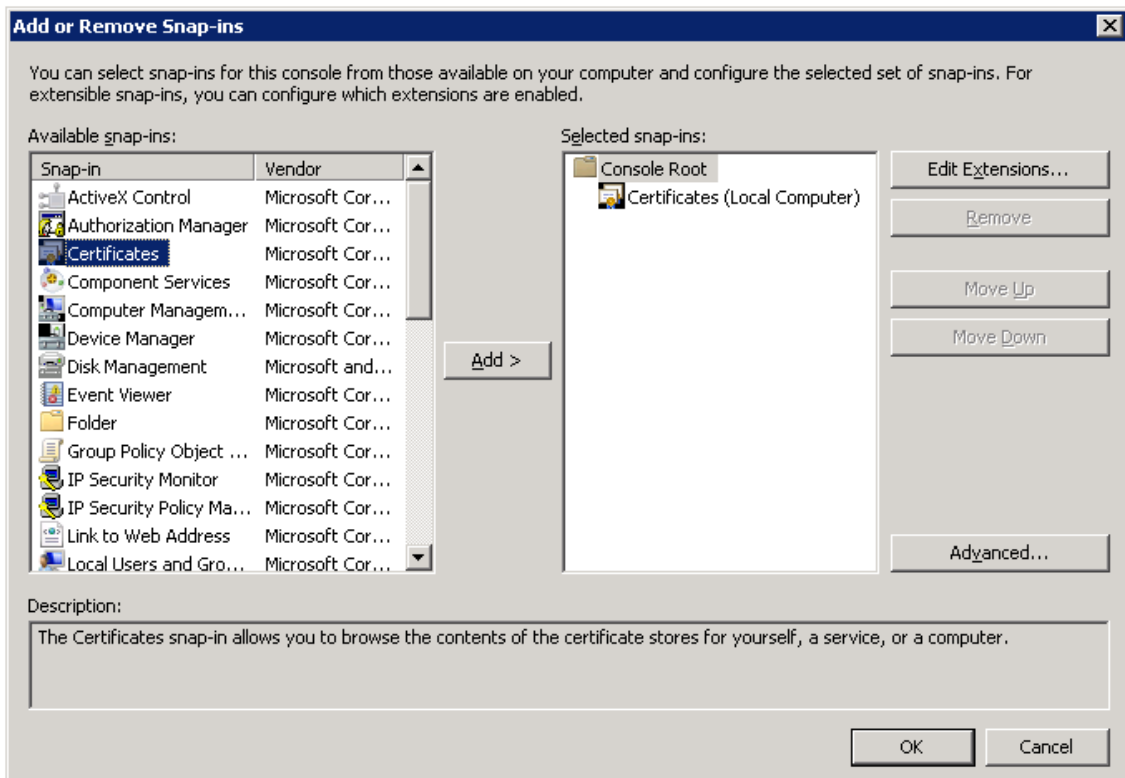 Add or Remove Snap-ins
You can select snap-ins for this console from those available on your computer and configure the selected set of snap-ins. For
extensible snap-ins, you can configure which extensions are enabled.
Available snap-ins:
Snap-in Vendor
ActiveX Control Microsoft Cor...
Authorization Manager Microsoft Cor...
Certificates Microsoft Cor...
Component Services Microsoft Cor...
Computer Managem... Microsoft Cor...
Device Manager Microsoft Cor...
Disk Management Microsoft and...
Event Viewer Microsoft Cor...
Folder Microsoft Cor...
Group Policy Object ... Microsoft Cor...
IP Security Monitor Microsoft Cor...
IP Security Policy Ma... Microsoft Cor...
Link to Web Address Microsoft Cor...
Local Users and Gro... Microsoft Cor...
Add >
Selected snap-ins:
Console Root
Certificates (Local Computer)
Edit Extensions...
Remove
Move Up
Move Down
Advanced...
Description:
The Certificates snap-in allows you to browse the contents of the certificate stores for yourself, a service, or a computer.
OK
Cancel